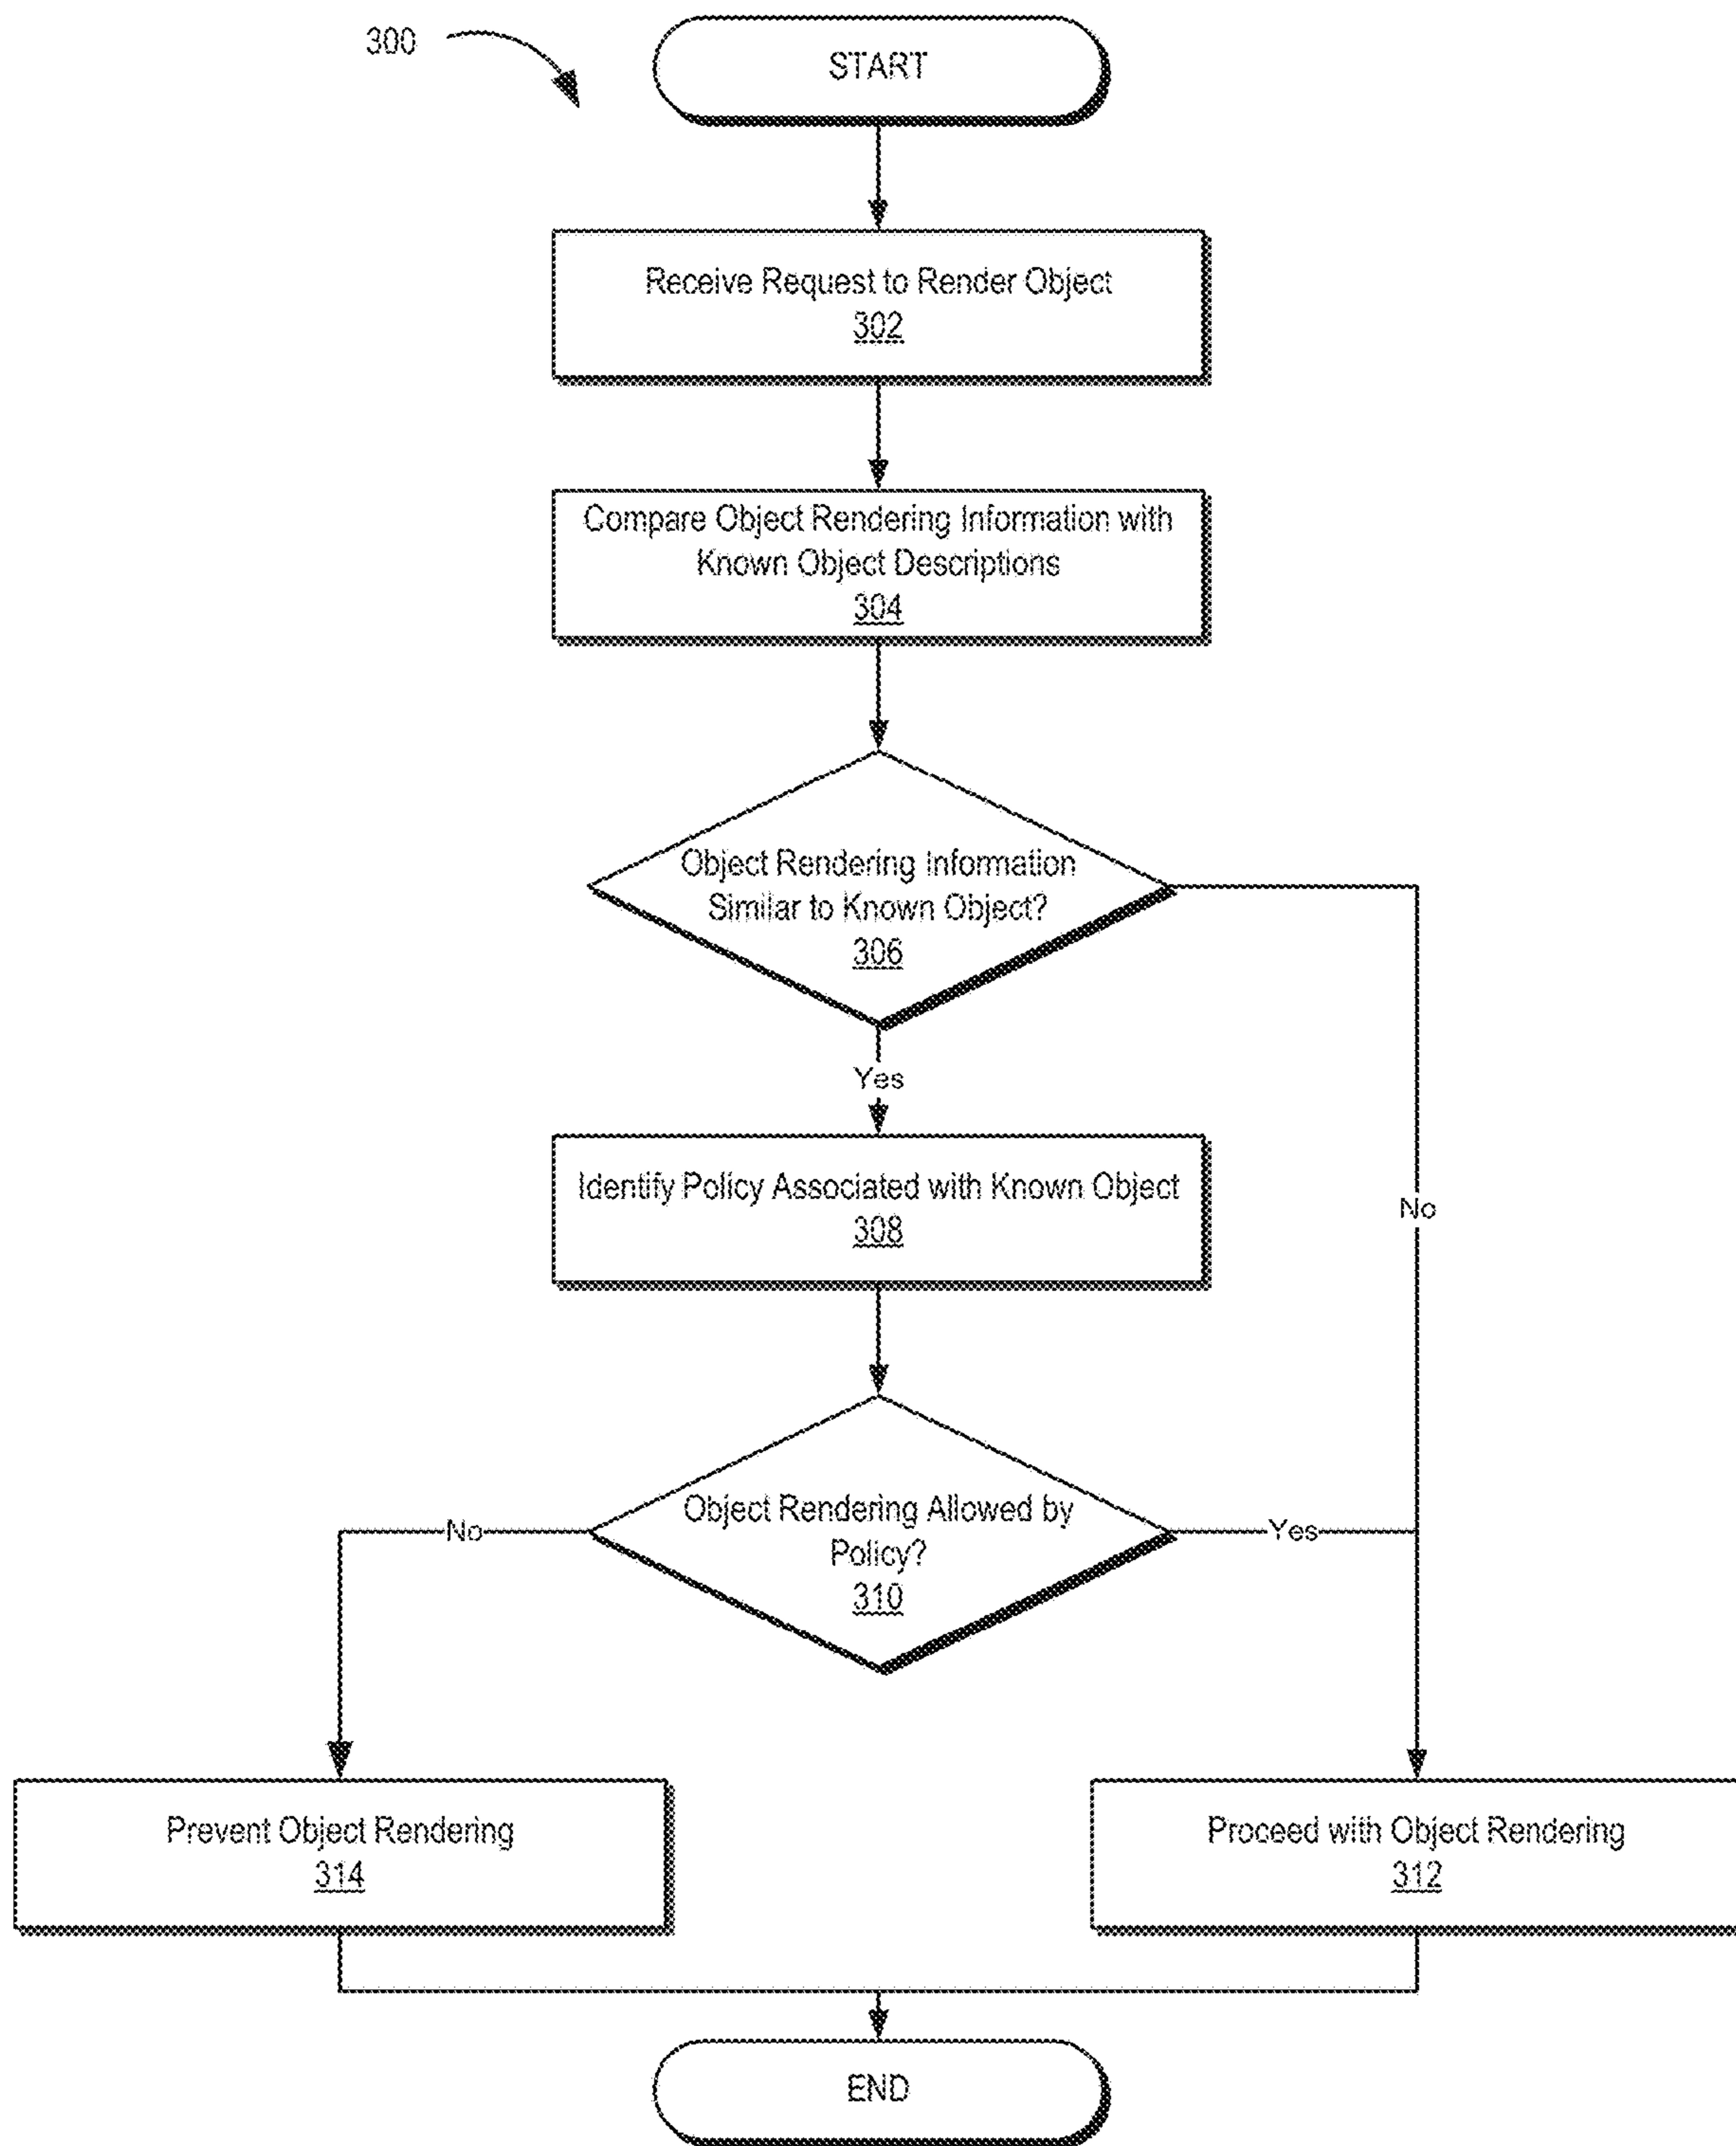 300
START
Receive Request to Render Object
302
Compare Object Rendering Information with
Known Object Descriptions
304
Object Rendering Information
Similar to Known Object?
306
Yes
Identify Policy Associated with Known Object
308
No
Object Rendering Allowed by
Policy?
310
No
Yes
Prevent Object Rendering
314
Proceed with Object Rendering
312
END